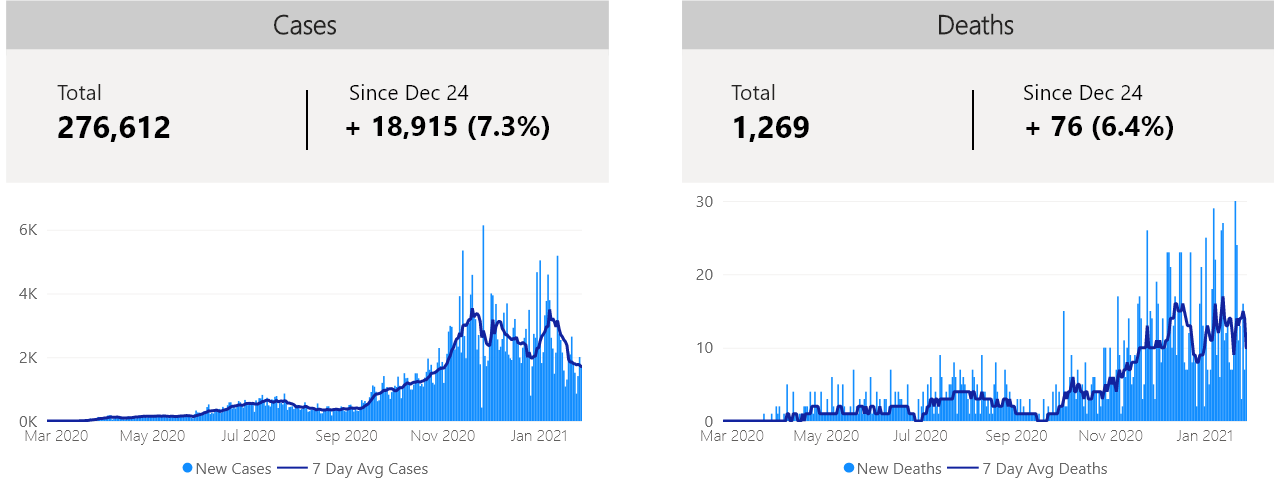 Cases
Total
276,612
Since Dec 24
+ 18,915 (7.3%)
6K
4K
2K
0K
Mar 2020 May 2020 Jul 2020 Sep 2020 Nov 2020 Jan 2021
New Cases 7 Day Avg Cases
Deaths
Total
1,269
Since Dec 24
+ 76 (6.4%)
30
20
10
0
Mar 2020 May 2020 Jul 2020 Sep 2020 Nov 2020 Jan 2021
New Deaths 7 Day Avg Deaths